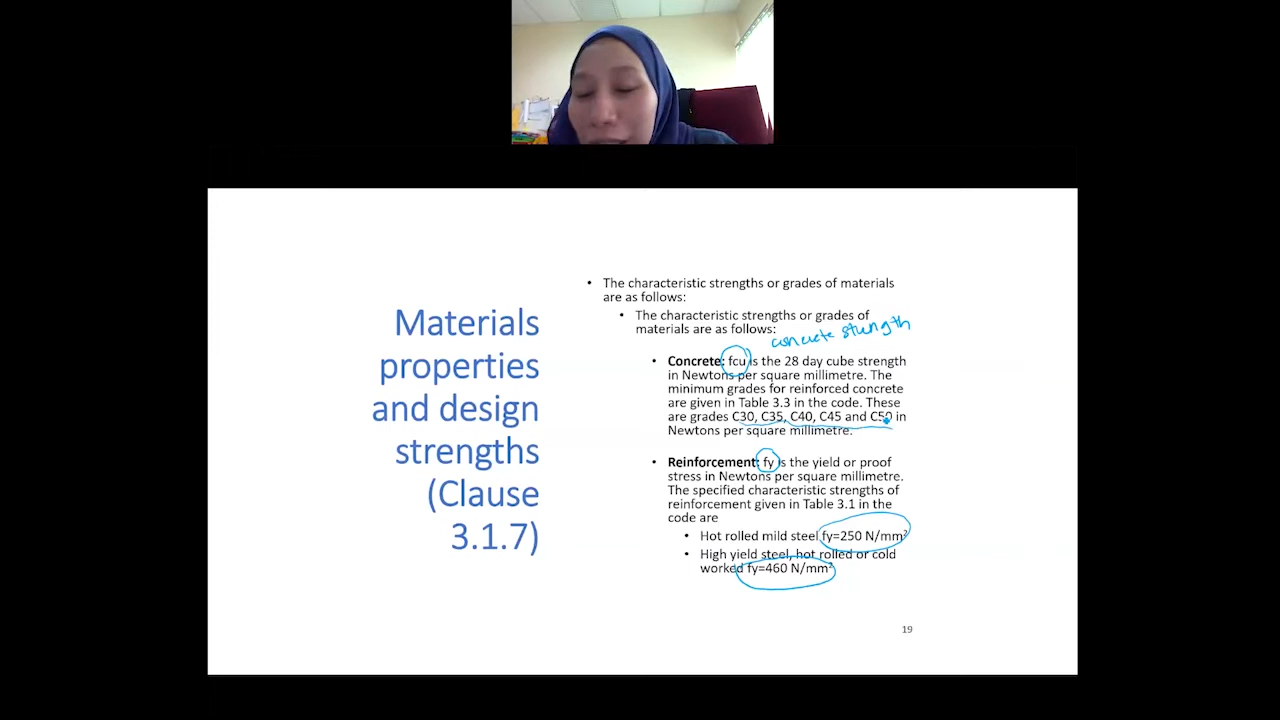 Materials
properties
and design
strengths
(Clause
3.1.7)
• The characteristic strengths or grades of materials
are as follows:
• The characteristic strengths or grades of
materials are as follows:
concrete strength
• Concrete: fcu is the 28 day cube strength
in Newtons per square millimetre. The
minimum grades for reinforced concrete
are given in Table 3.3 in the code. These
are grades C30, C35, C40, C45 and C50 in
Newtons per square millimetre.
• Reinforcement: fy is the yield or proof
stress in Newtons per square millimetre.
The specified characteristic strengths of
reinforcement given in Table 3.1 in the
code are
• Hot rolled mild steel fy=250 N/mm²
• High yield steel, hot rolled or cold
worked fy=460 N/mm²
19